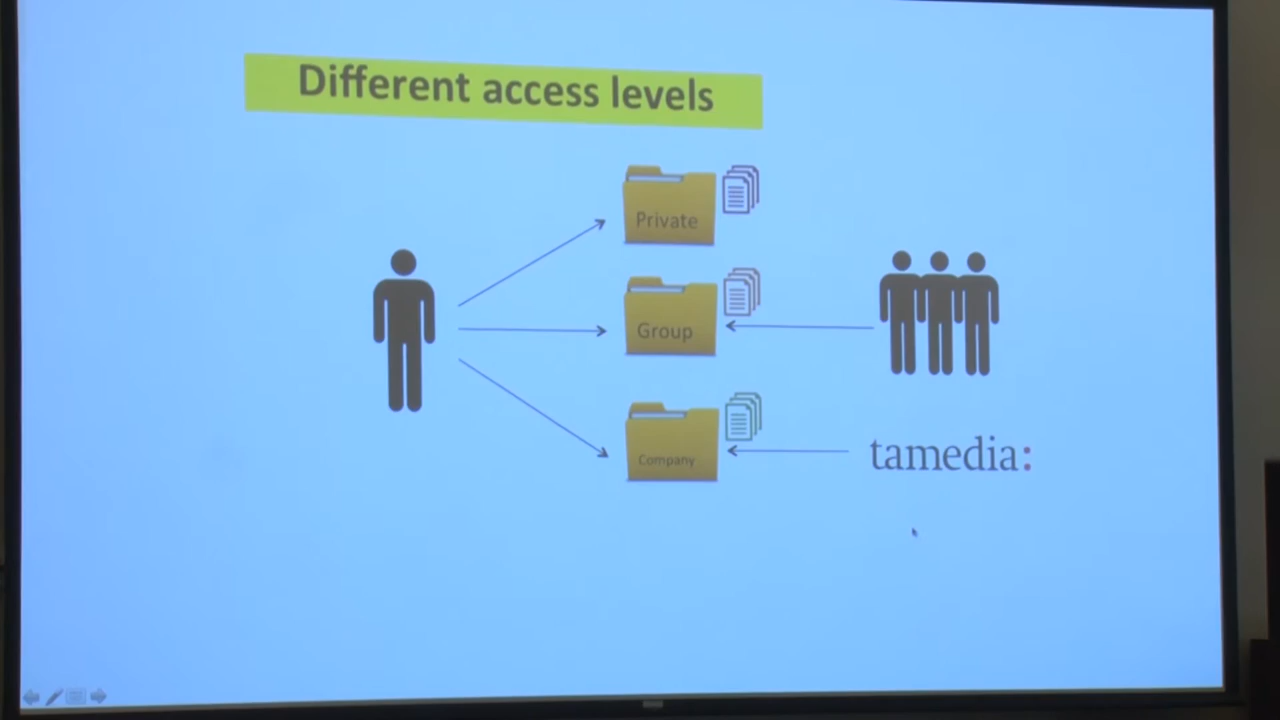 Different access levels
Private
Group
Company
tamedia: